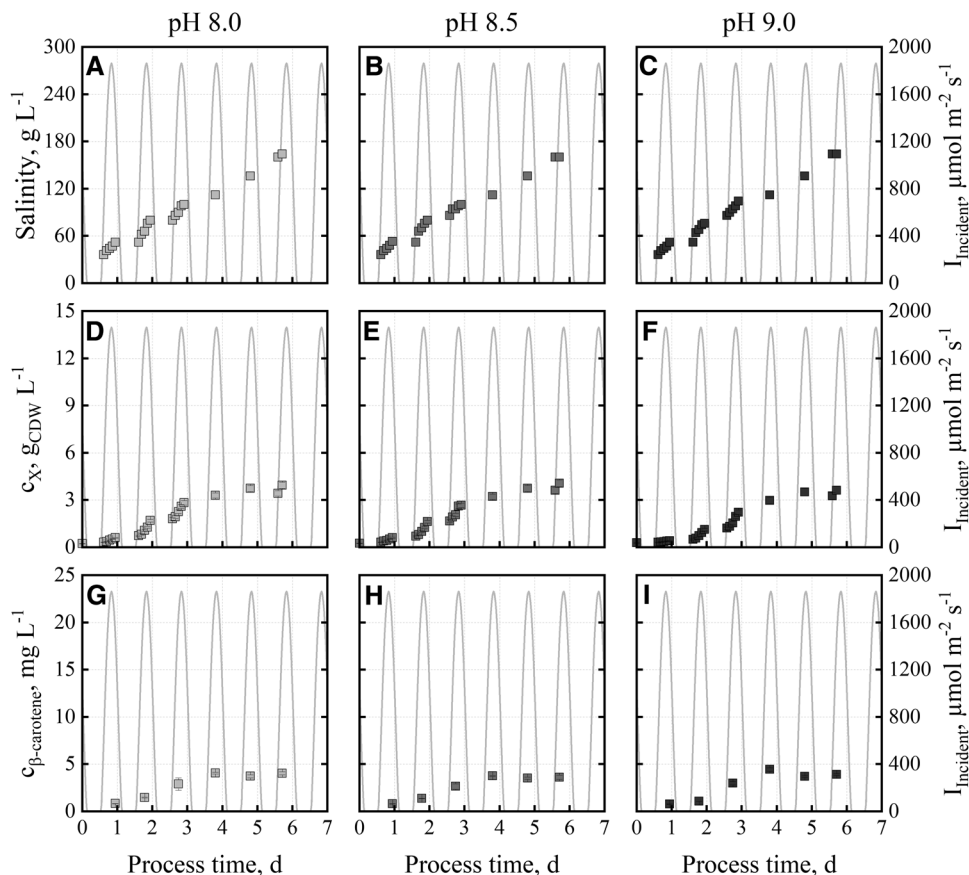 pH 8.0 pH 8.5 pH 9.0
A B C
300 240 180 120 60 0
Salinity, g L⁻¹
2000 1600 1200 800 400 0
I_Incident, µmol m⁻² s⁻¹
D E F
15 12 9 6 3 0
c_X, g_CDW L⁻¹
2000 1600 1200 800 400 0
I_Incident, µmol m⁻² s⁻¹
G H I
25 20 15 10 5 0
c_β-carotene, mg L⁻¹
2000 1600 1200 800 400 0
I_Incident, µmol m⁻² s⁻¹
0 1 2 3 4 5 6 7 0 1 2 3 4 5 6 7 0 1 2 3 4 5 6 7
Process time, d Process time, d Process time, d